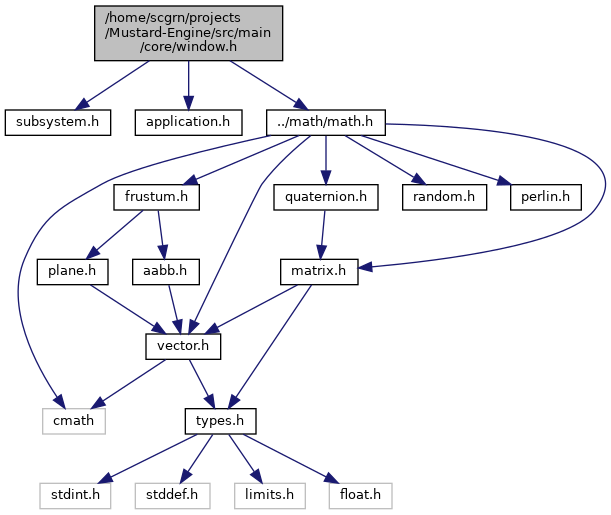 /home/scgrn/projects
/Mustard-Engine/src/main
/core/window.h
subsystem.h
application.h
../math/math.h
frustum.h
quaternion.h
random.h
perlin.h
plane.h
aabb.h
matrix.h
vector.h
cmath
types.h
stdint.h
stddef.h
limits.h
float.h